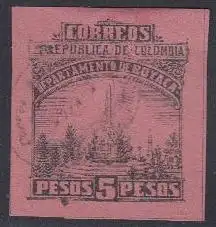 CORREOS
REPUBLICA DE COLOMBIA
DEPARTAMENTO DE BOYACA
PESOS 5 PESOS